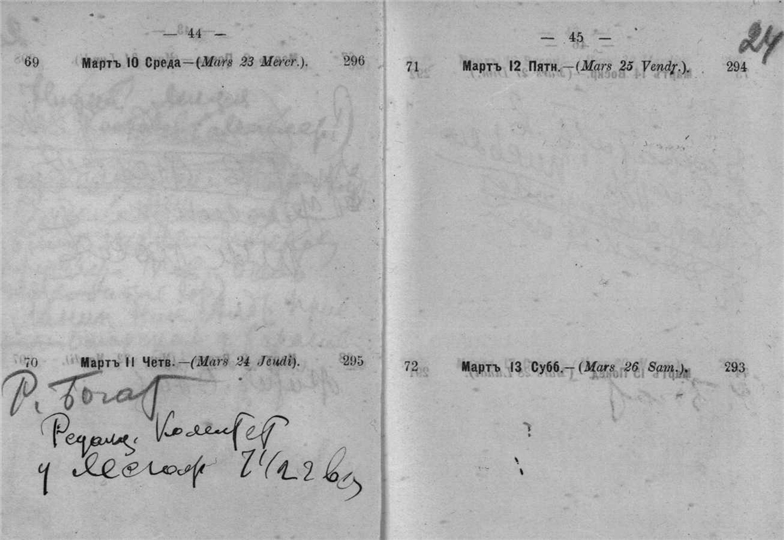 — 44 —
69 Мартъ 10 Среда—(Mars 23 Mercr.). 296
70 Мартъ 11 Четв.—(Mars 24 Jeudi). 295
Р. Богат
Редакц. Комитет
у
— 45 —
24
71 Мартъ 12 Пятн.—(Mars 25 Vendr.). 294
72 Мартъ 13 Субб.—(Mars 26 Sam.). 293